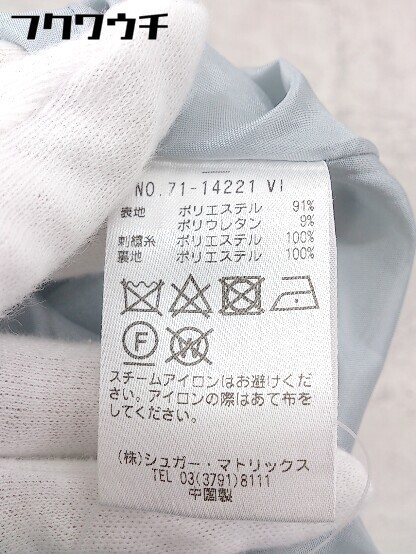 フクワウチ
NO.71-14221 VI
表地 ポリエステル 91%
ポリウレタン 9%
刺繍糸 ポリエステル 100%
裏地 ポリエステル 100%
F
W
スチームアイロンはお避けくだ
さい。アイロンの際はあて布を
してください。
(株)シュガー・マトリックス
TEL 03(3791)8111
中国製